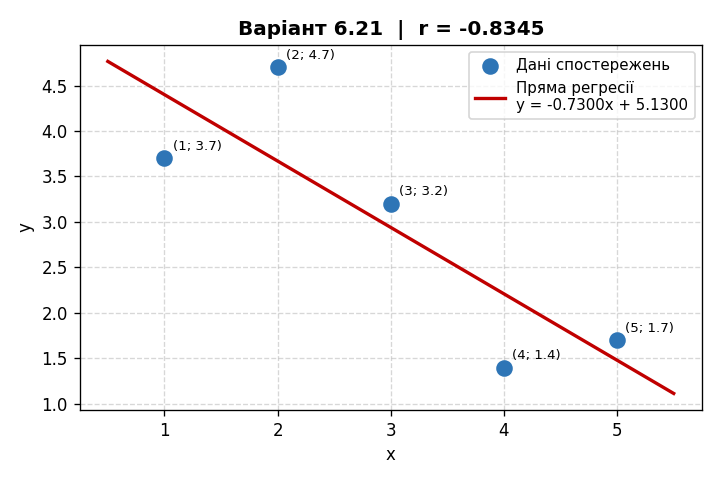 Варіант 6.21 | r = -0.8345
Дані спостережень
Пряма регресії
y = -0.7300x + 5.1300
(2; 4.7)
(1; 3.7)
(3; 3.2)
(5; 1.7)
(4; 1.4)
4.5
4.0
3.5
3.0
2.5
2.0
1.5
1.0
y
1 2 3 4 5
x